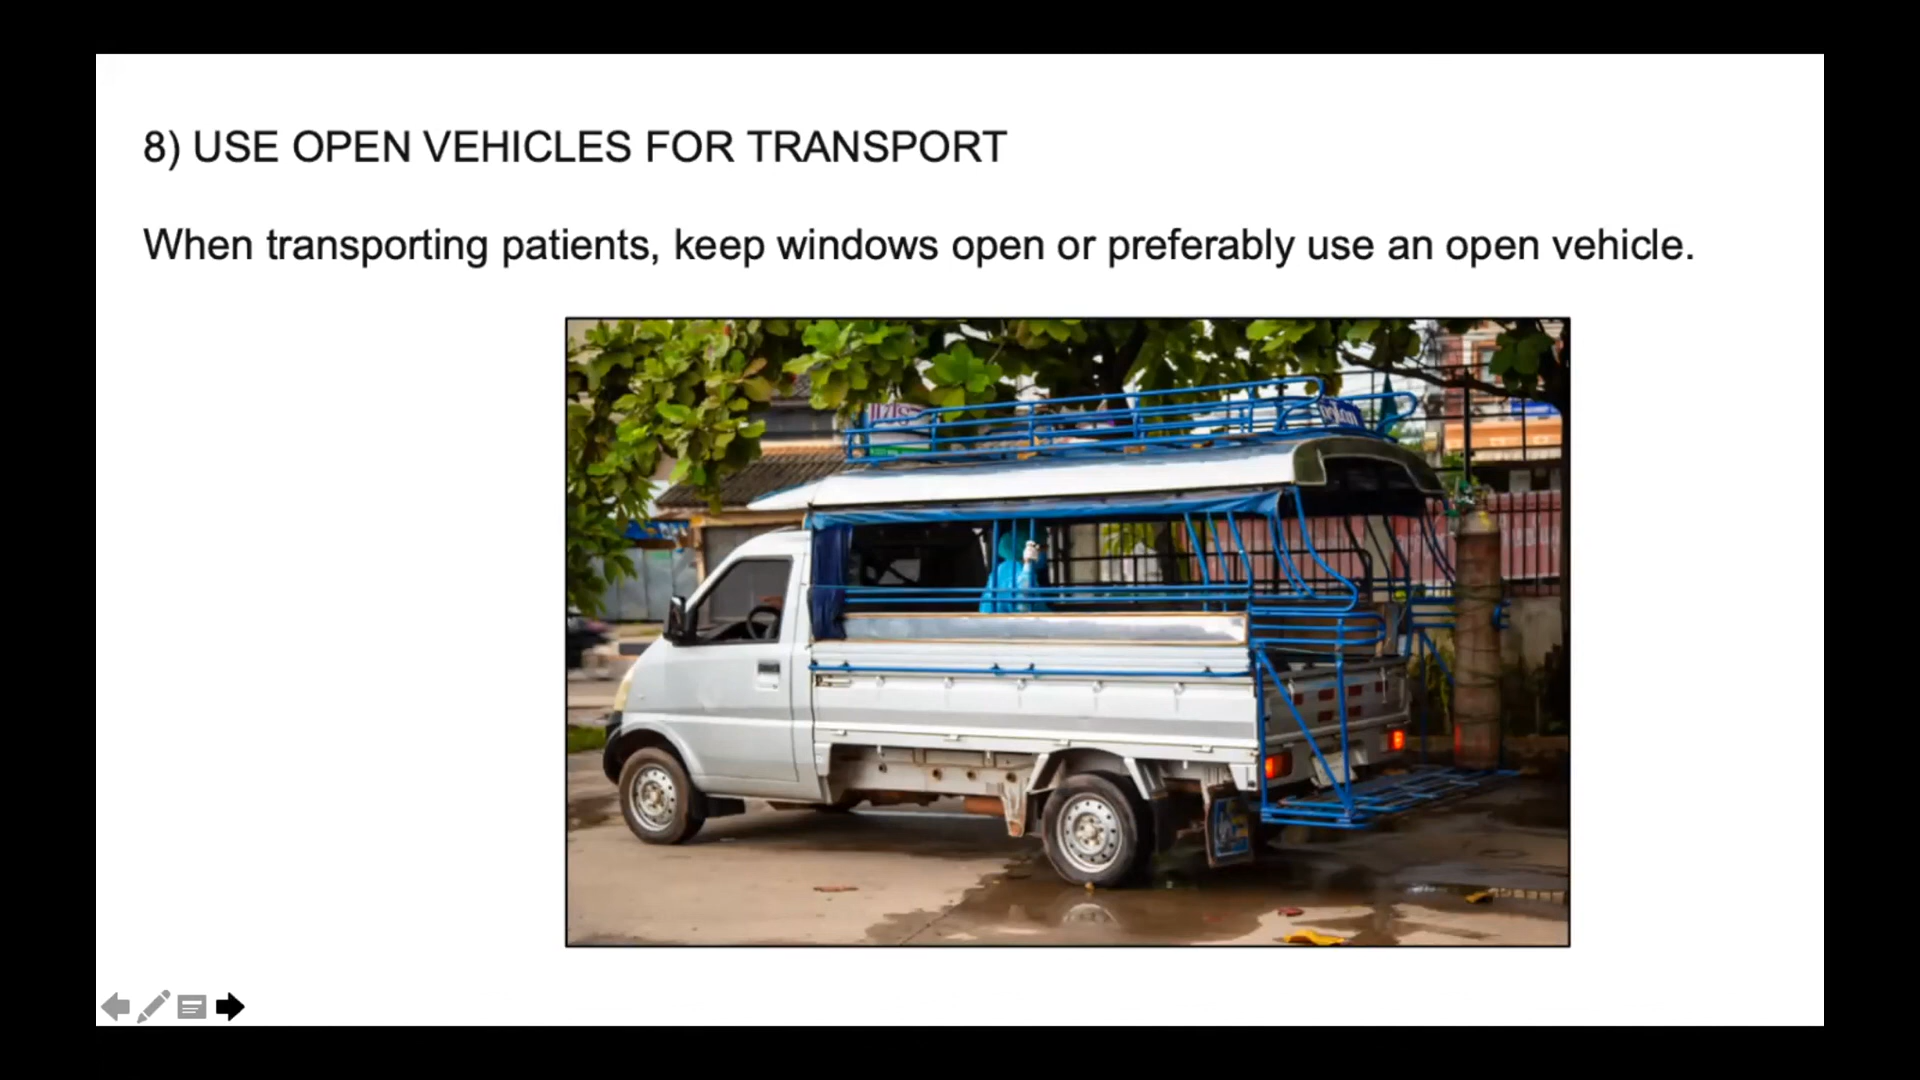 8) USE OPEN VEHICLES FOR TRANSPORT
When transporting patients, keep windows open or preferably use an open vehicle.